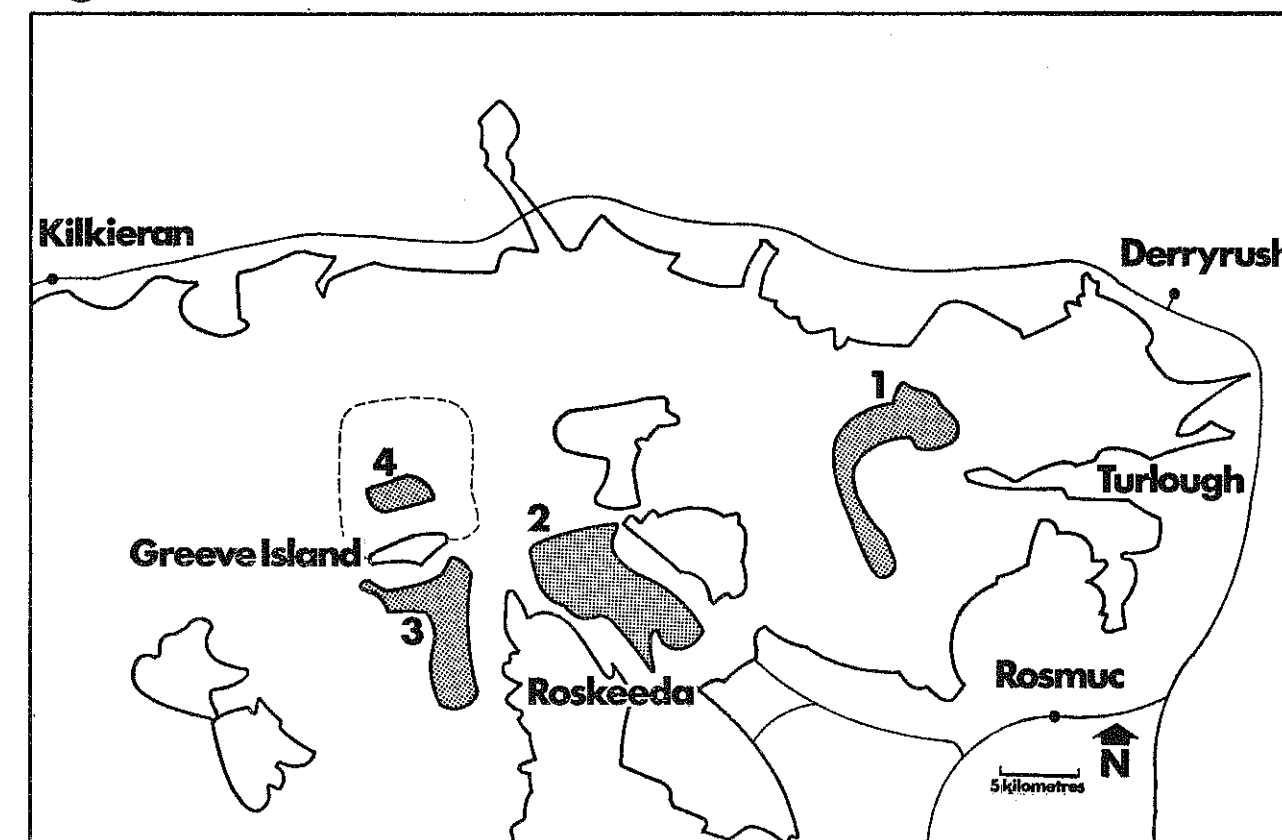 Kilkieran
Derryrush
1
4
Turlough
2
Greeve Island
3
Roskeeda
Rosmuc
N
5 kilometres